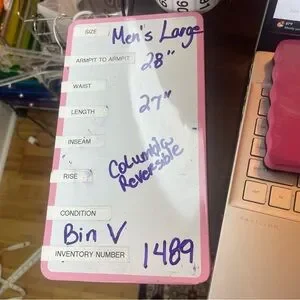 SIZE Men's Large
ARMPIT TO ARMPIT 28"
WAIST
LENGTH 27"
INSEAM
RISE Columbia
Reversible
CONDITION
Bin V
INVENTORY NUMBER 1489